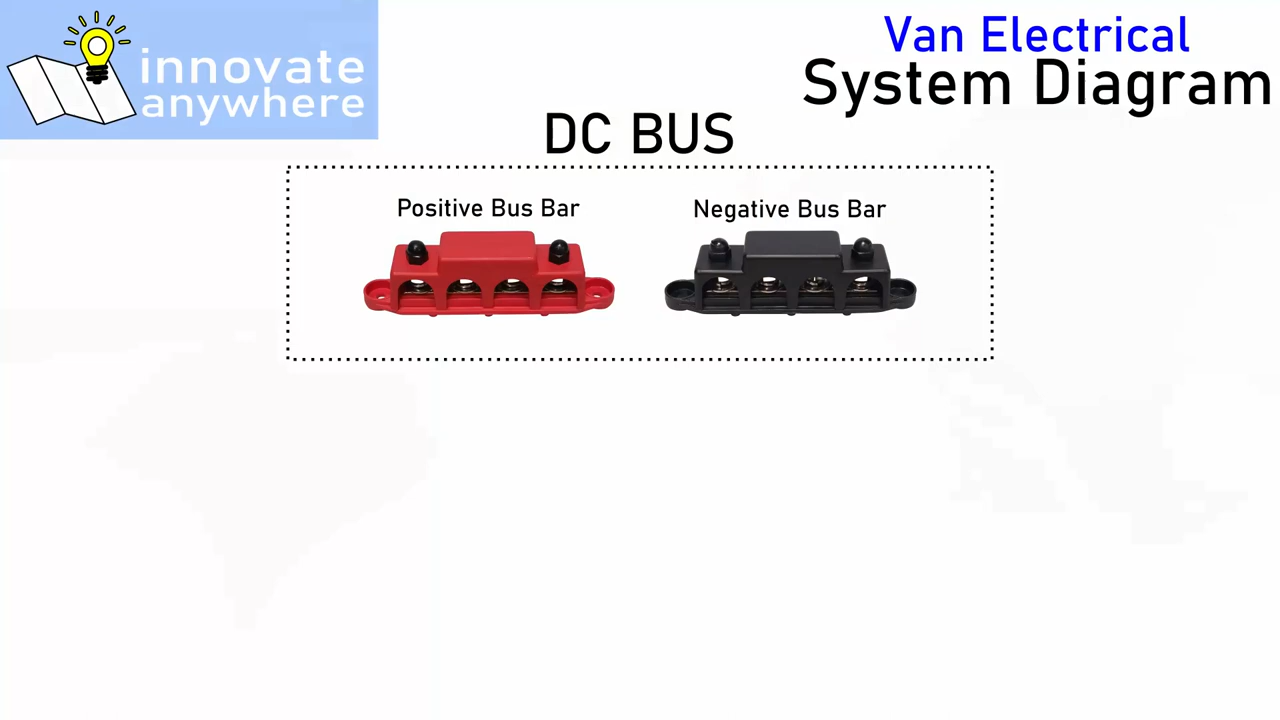 innovate
anywhere
Van Electrical
System Diagram
DC BUS
Positive Bus Bar
Negative Bus Bar